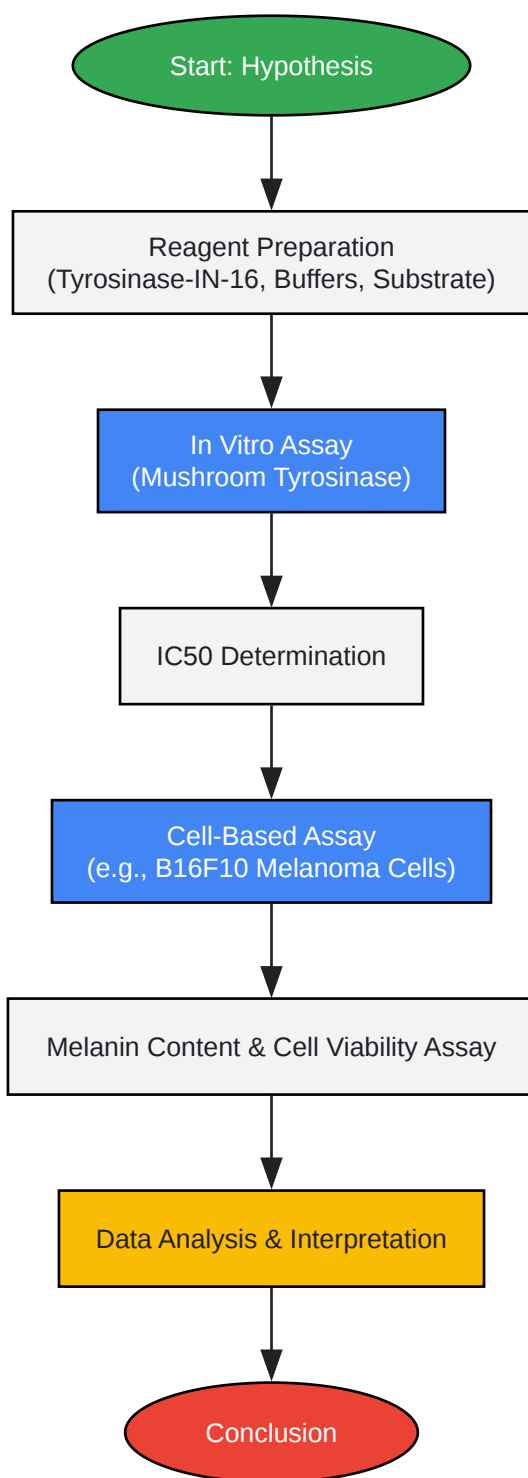 Start: Hypothesis
Reagent Preparation
(Tyrosinase-IN-16, Buffers, Substrate)
In Vitro Assay
(Mushroom Tyrosinase)
IC50 Determination
Cell-Based Assay
(e.g., B16F10 Melanoma Cells)
Melanin Content & Cell Viability Assay
Data Analysis & Interpretation
Conclusion